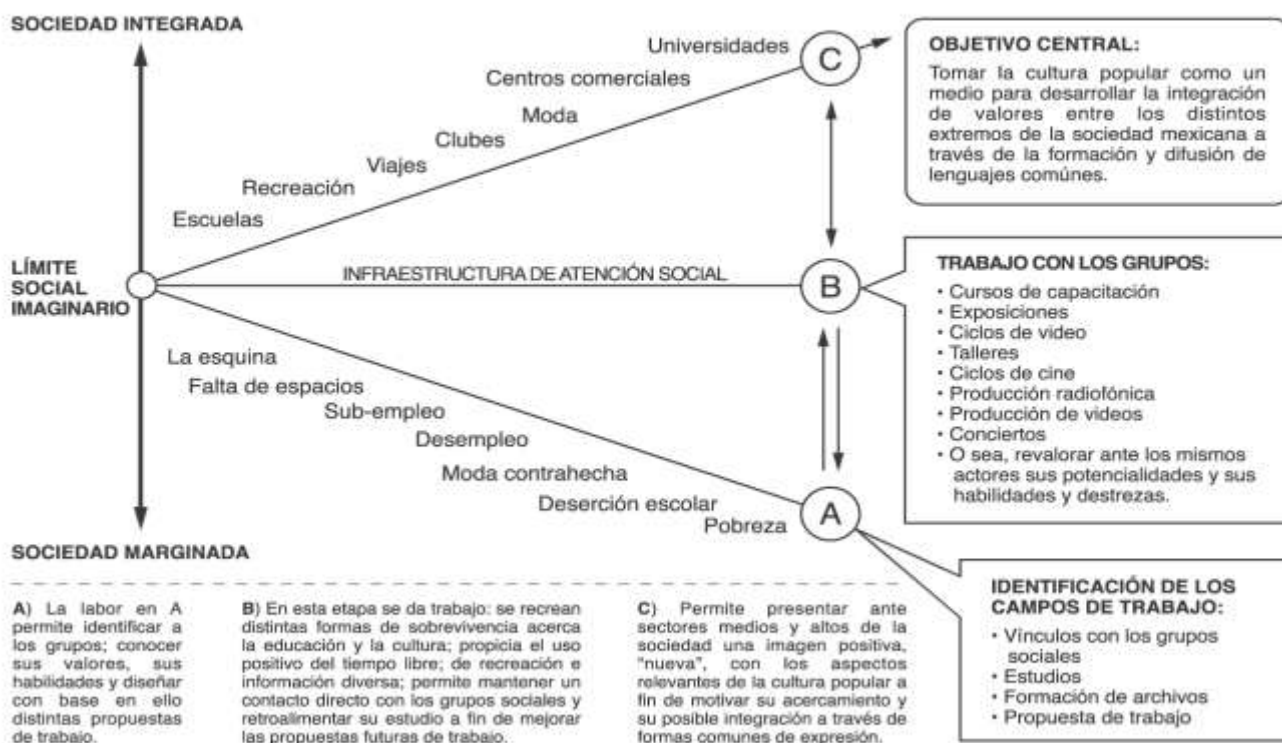 SOCIEDAD INTEGRADA
Universidades
C
Centros comerciales
Moda
Clubes
Viajes
Recreación
Escuelas
OBJETIVO CENTRAL:
Tomar la cultura popular como un
medio para desarrollar la integración
de valores entre los distintos
extremos de la sociedad mexicana a
través de la formación y difusión de
lenguajes comúnes.
LÍMITE
SOCIAL
IMAGINARIO
INFRAESTRUCTURA DE ATENCIÓN SOCIAL
B
TRABAJO CON LOS GRUPOS:
• Cursos de capacitación
• Exposiciones
• Ciclos de video
• Talleres
• Ciclos de cine
• Producción radiofónica
• Producción de videos
• Conciertos
• O sea, revalorar ante los mismos
actores sus potencialidades y sus
habilidades y destrezas.
La esquina
Falta de espacios
Sub-empleo
Desempleo
Moda contrahecha
Deserción escolar
Pobreza
A
SOCIEDAD MARGINADA
IDENTIFICACIÓN DE LOS
CAMPOS DE TRABAJO:
• Vínculos con los grupos
sociales
• Estudios
• Formación de archivos
• Propuesta de trabajo
A) La labor en A
permite identificar a
los grupos; conocer
sus valores, sus
habilidades y diseñar
con base en ello
distintas propuestas
de trabajo.
B) En esta etapa se da trabajo: se recrean
distintas formas de sobrevivencia acerca
la educación y la cultura; propicia el uso
positivo del tiempo libre; de recreación e
información diversa; permite mantener un
contacto directo con los grupos sociales y
retroalimentar su estudio a fin de mejorar
las propuestas futuras de trabajo.
C) Permite presentar ante
sectores medios y altos de la
sociedad una imagen positiva,
"nueva", con los aspectos
relevantes de la cultura popular a
fin de motivar su acercamiento y
su posible integración a través de
formas comunes de expresión.